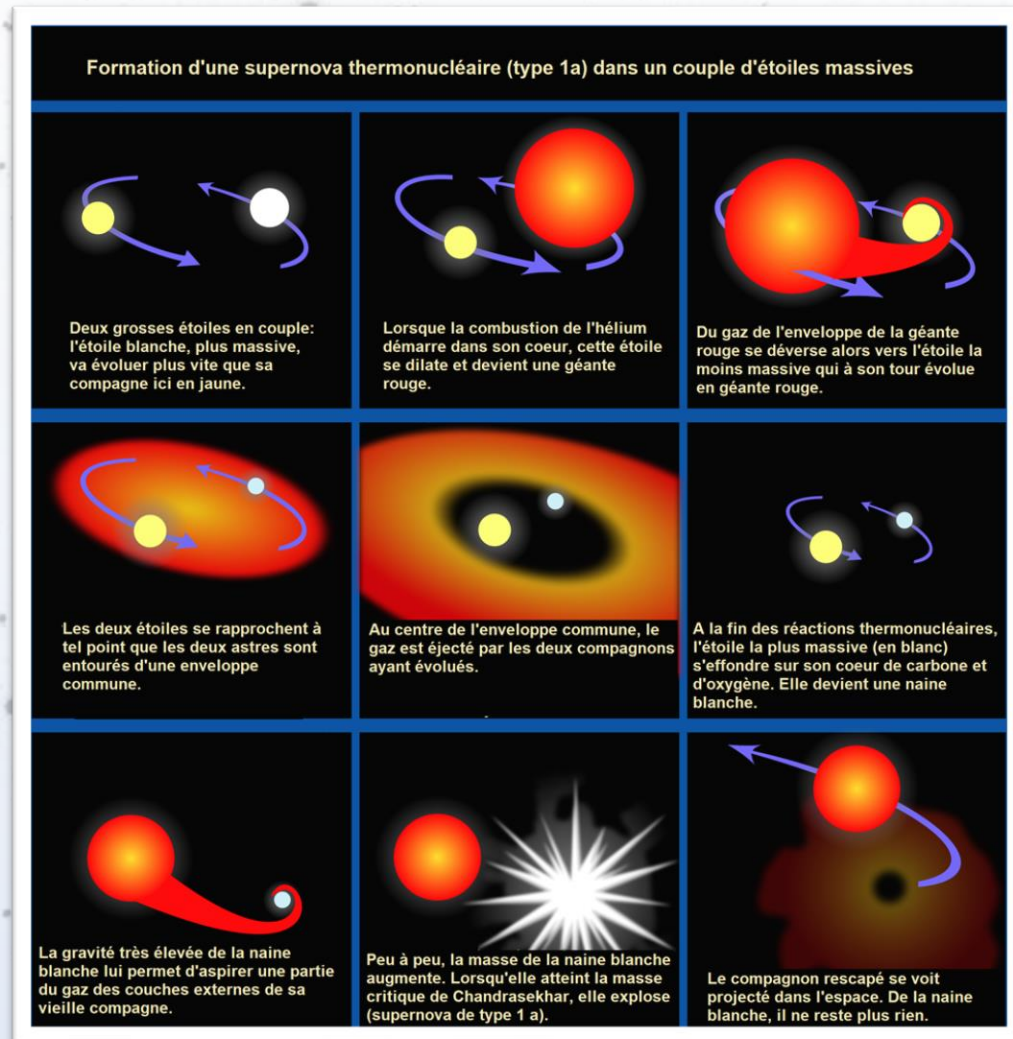 Formation d'une supernova thermonucléaire (type 1a) dans un couple d'étoiles massives
Deux grosses étoiles en couple:
l'étoile blanche, plus massive,
va évoluer plus vite que sa
compagne ici en jaune.
Lorsque la combustion de l'hélium
démarre dans son coeur, cette étoile
se dilate et devient une géante
rouge.
Du gaz de l'enveloppe de la géante
rouge se déverse alors vers l'étoile la
moins massive qui à son tour évolue
en géante rouge.
Les deux étoiles se rapprochent à
tel point que les deux astres sont
entourés d'une enveloppe
commune.
Au centre de l'enveloppe commune, le
gaz est éjecté par les deux compagnons
ayant évolués.
A la fin des réactions thermonucléaires,
l'étoile la plus massive (en blanc)
s'effondre sur son coeur de carbone et
d'oxygène. Elle devient une naine
blanche.
La gravité très élevée de la naine
blanche lui permet d'aspirer une partie
du gaz des couches externes de sa
vieille compagne.
Peu à peu, la masse de la naine blanche
augmente. Lorsqu'elle atteint la masse
critique de Chandrasekhar, elle explose
(supernova de type 1 a).
Le compagnon rescapé se voit
projecté dans l'espace. De la naine
blanche, il ne reste plus rien.